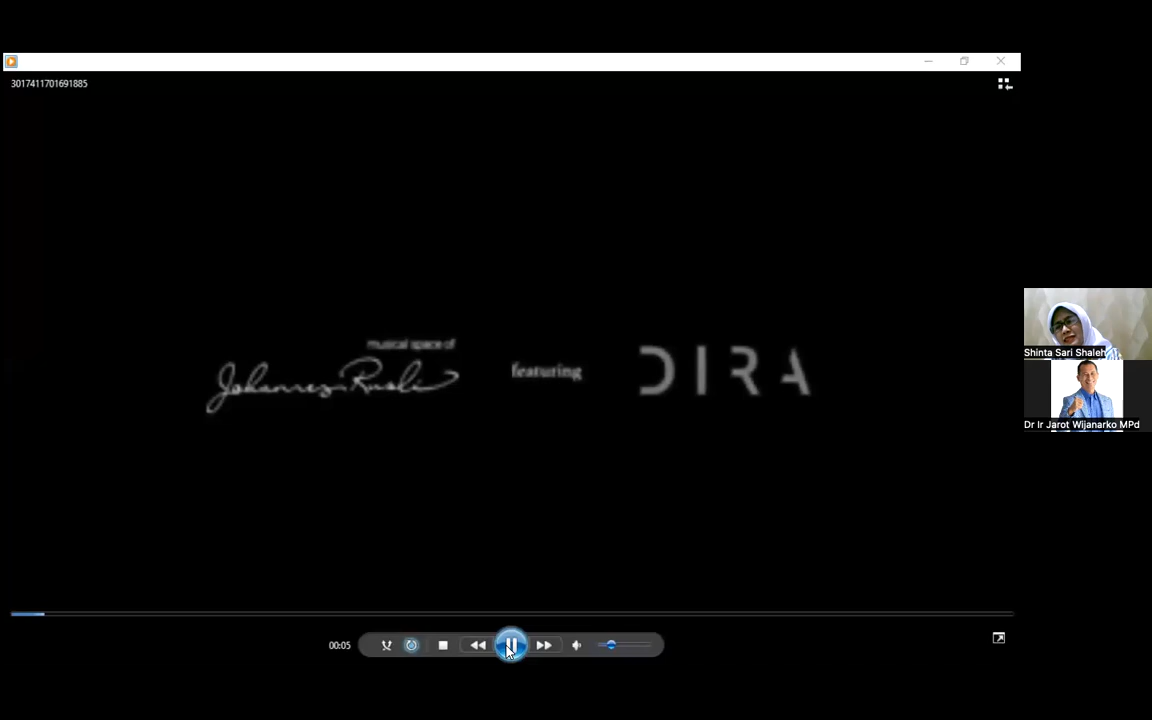 3017411701691885
musical space of
Johannes Rusli
featuring
DIRA
Shinta Sari Shaleh
Dr Ir Jarot Wijanarko MPd
00:05